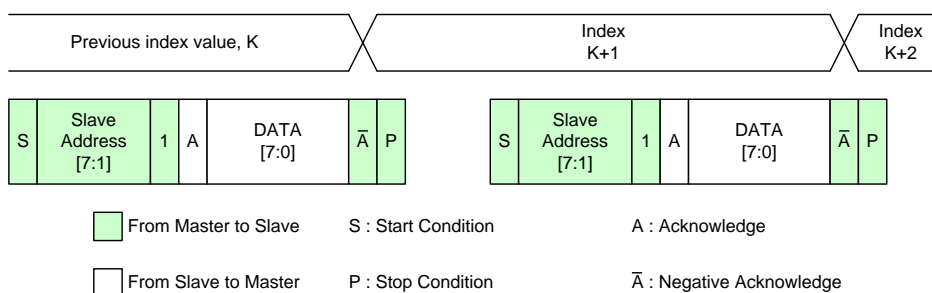 Previous index value, K
Index
K+1
Index
K+2
S
Slave
Address
[7:1]
1
A
DATA
[7:0]
A̅
P
S
Slave
Address
[7:1]
1
A
DATA
[7:0]
A̅
P
From Master to Slave
S : Start Condition
A : Acknowledge
From Slave to Master
P : Stop Condition
A̅ : Negative Acknowledge